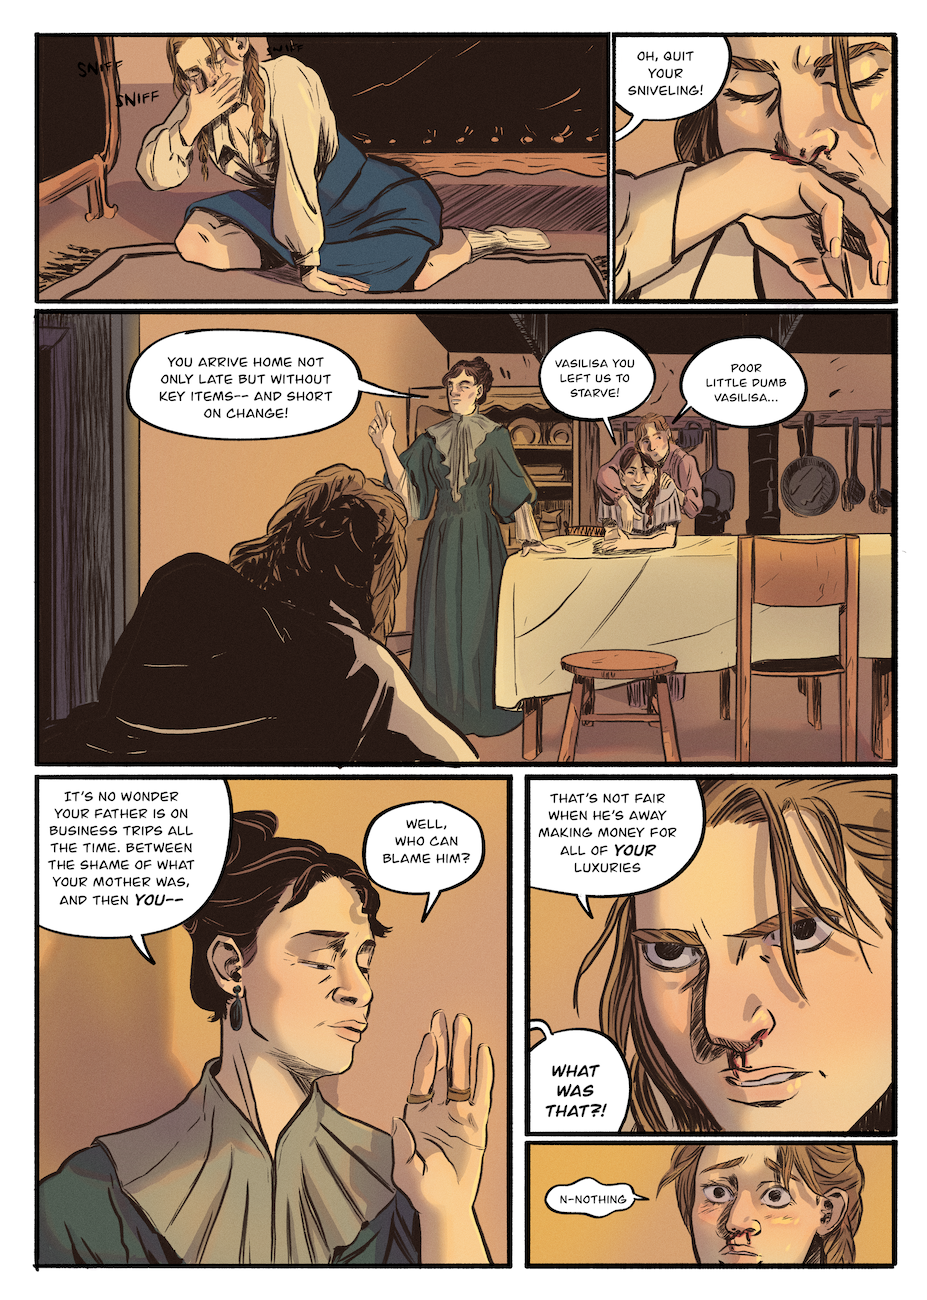 SNIFF
SNIFF
SNIFF
OH, QUIT
YOUR
SNIVELING!
YOU ARRIVE HOME NOT
ONLY LATE BUT WITHOUT
KEY ITEMS-- AND SHORT
ON CHANGE!
VASILISA YOU
LEFT US TO
STARVE!
POOR
LITTLE DUMB
VASILISA...
IT'S NO WONDER
YOUR FATHER IS ON
BUSINESS TRIPS ALL
THE TIME. BETWEEN
THE SHAME OF WHAT
YOUR MOTHER WAS,
AND THEN YOU--
WELL,
WHO CAN
BLAME HIM?
THAT'S NOT FAIR
WHEN HE'S AWAY
MAKING MONEY FOR
ALL OF YOUR
LUXURIES
WHAT
WAS
THAT?!
N-NOTHING